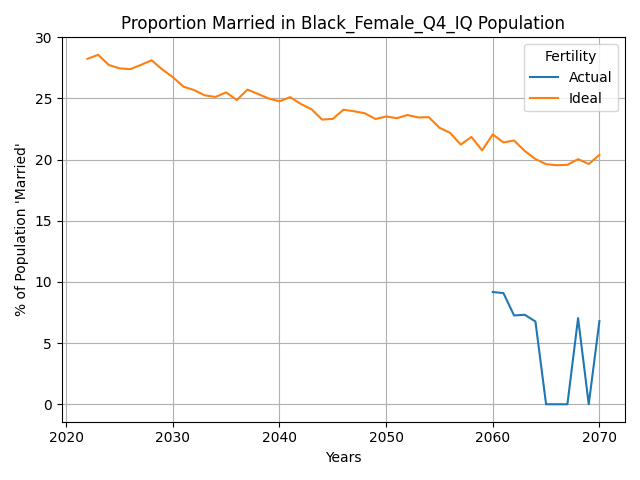 Proportion Married in Black_Female_Q4_IQ Population
% of Population 'Married'
30
25
20
15
10
5
0
Fertility
Actual
Ideal
2020 2030 2040 2050 2060 2070
Years